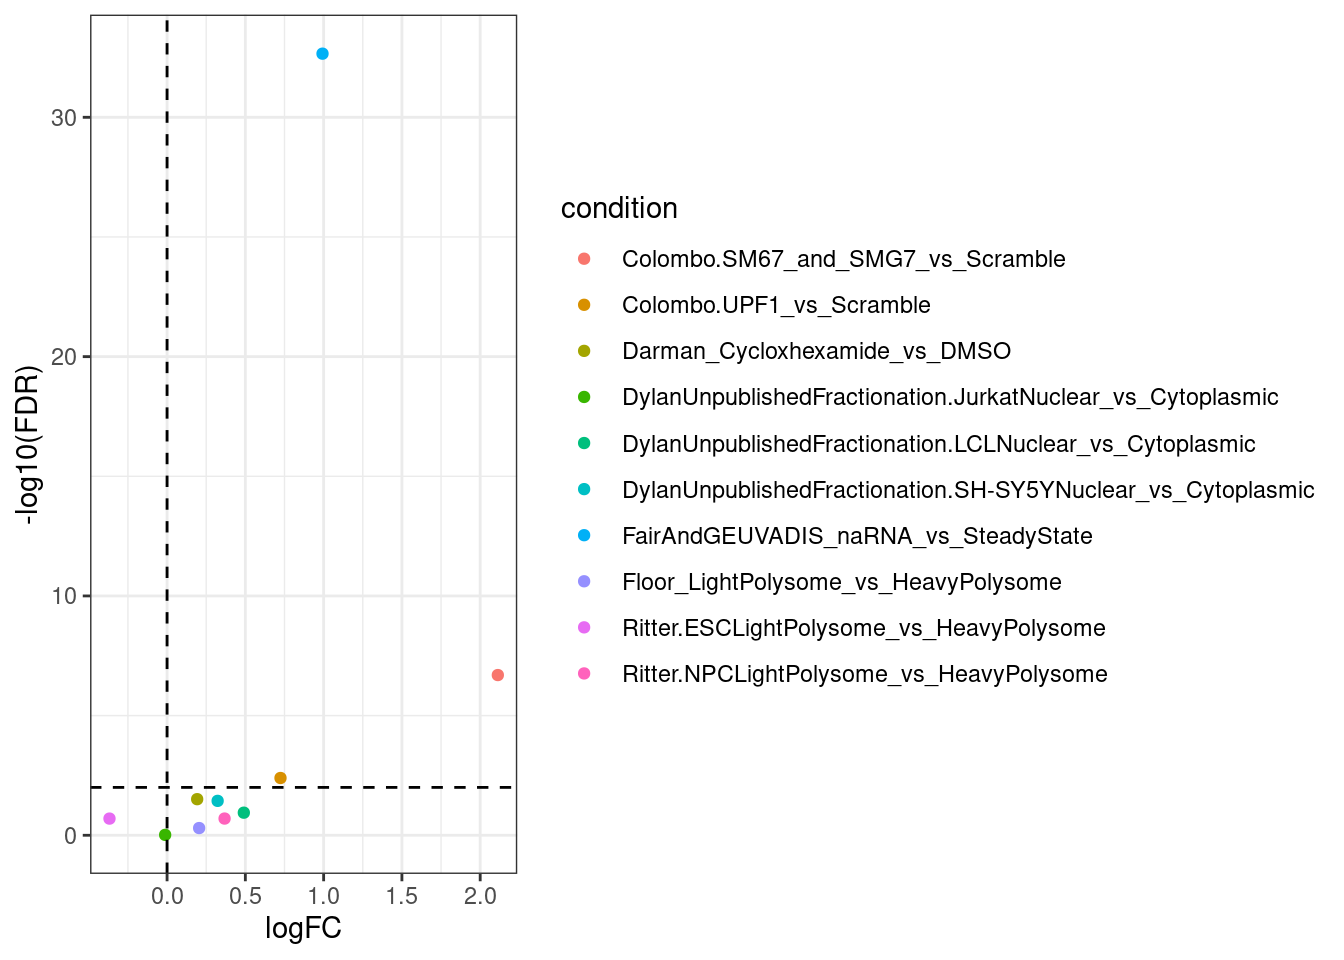 30
20
10
0
-log10(FDR)
0.0 0.5 1.0 1.5 2.0
logFC
condition
Colombo.SM67_and_SMG7_vs_Scramble
Colombo.UPF1_vs_Scramble
Darman_Cycloxhexamide_vs_DMSO
DylanUnpublishedFractionation.JurkatNuclear_vs_Cytoplasmic
DylanUnpublishedFractionation.LCLNuclear_vs_Cytoplasmic
DylanUnpublishedFractionation.SH-SY5YNuclear_vs_Cytoplasmic
FairAndGEUVADIS_naRNA_vs_SteadyState
Floor_LightPolysome_vs_HeavyPolysome
Ritter.ESCLightPolysome_vs_HeavyPolysome
Ritter.NPCLightPolysome_vs_HeavyPolysome